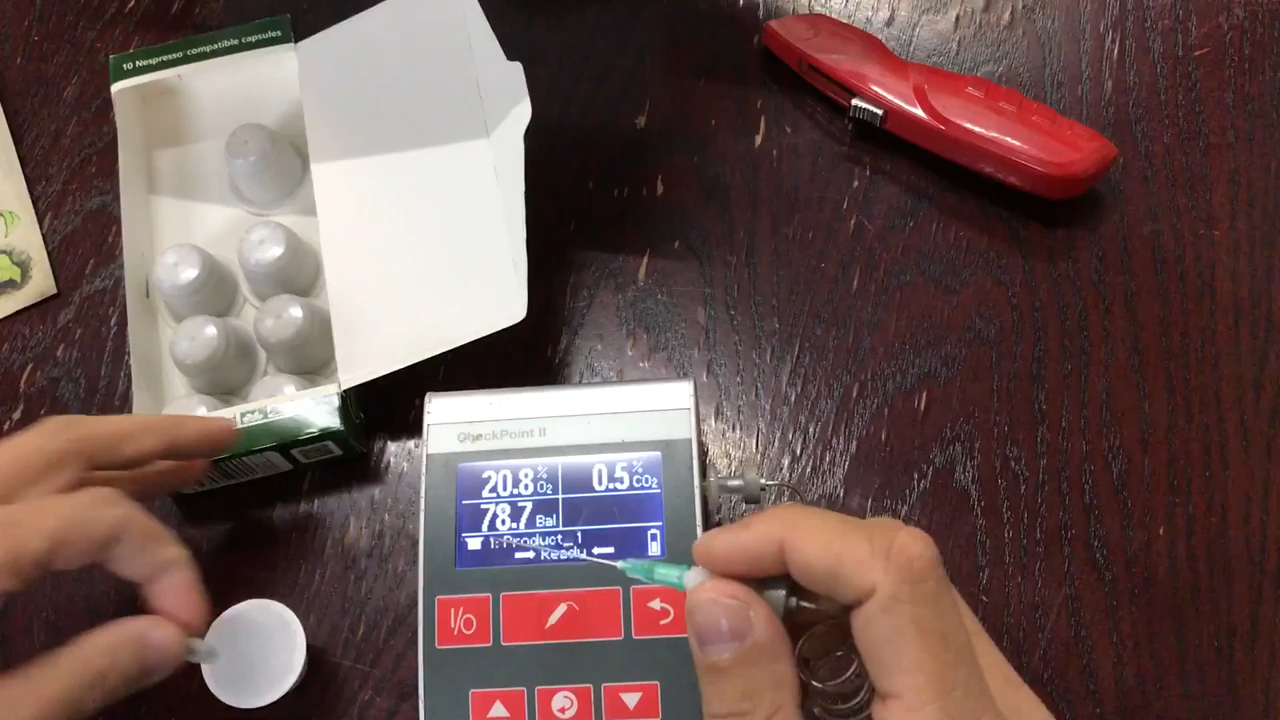 10 Nespresso compatible capsules
CheckPoint II
20.8 % O2
0.5 % CO2
78.7 Bal
1: Product_1
Ready
I/O